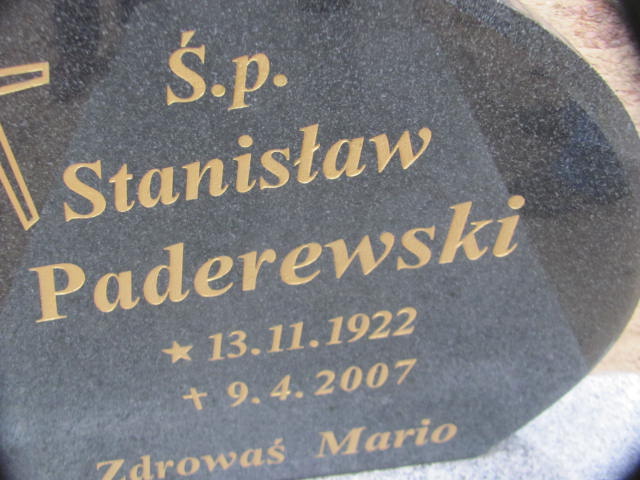 Ś.p.
Stanisław
Paderewski
★ 13.11.1922
✝ 9.4.2007
Zdrowaś Mario